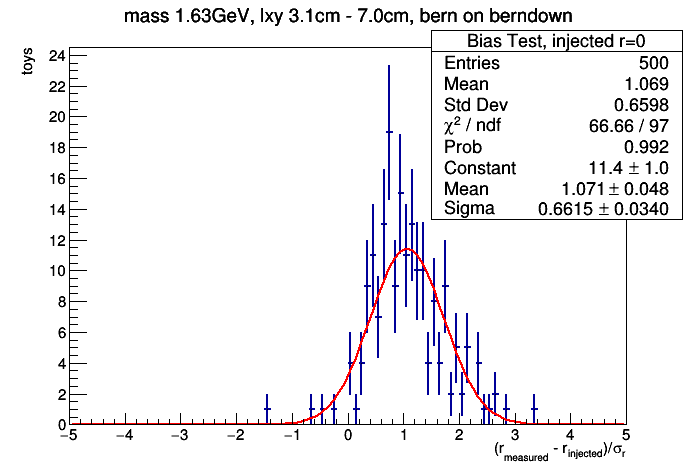 mass 1.63GeV, lxy 3.1cm - 7.0cm, bern on berndown
Bias Test, injected r=0
Entries 500
Mean 1.069
Std Dev 0.6598
χ² / ndf 66.66 / 97
Prob 0.992
Constant 11.4 ± 1.0
Mean 1.071 ± 0.048
Sigma 0.6615 ± 0.0340
toys
24
22
20
18
16
14
12
10
8
6
4
2
0
−5 −4 −3 −2 −1 0 1 2 3 4 5
(r_measured - r_injected)/σ_r